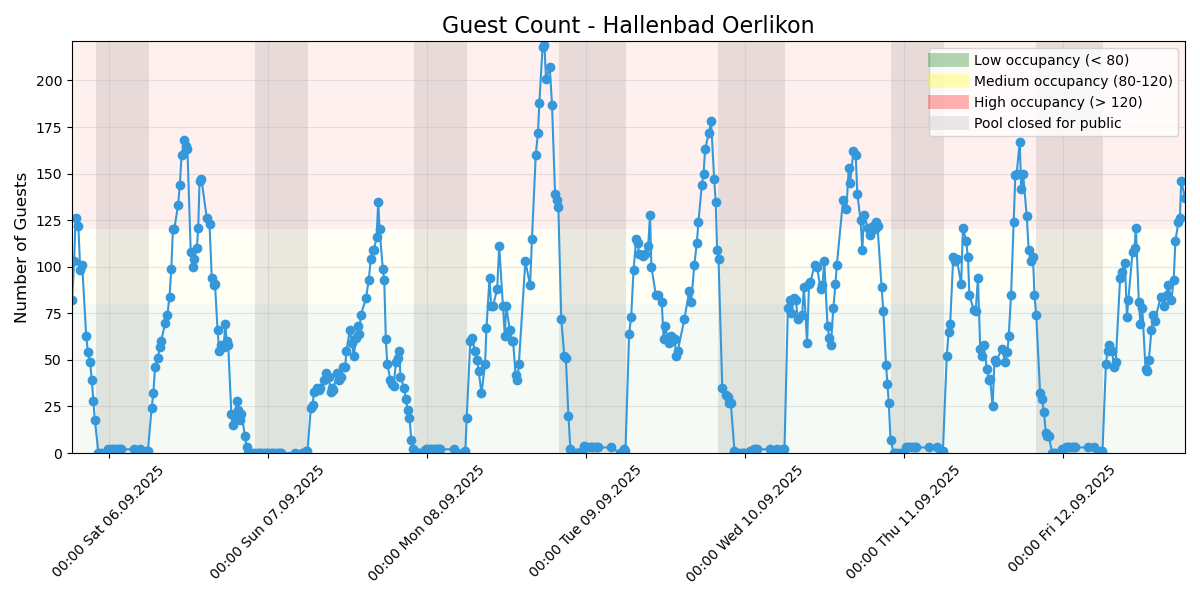 Guest Count - Hallenbad Oerlikon
Number of Guests
200
175
150
125
100
75
50
25
0
Low occupancy (< 80)
Medium occupancy (80-120)
High occupancy (> 120)
Pool closed for public
00:00 Sat 06.09.2025
00:00 Sun 07.09.2025
00:00 Mon 08.09.2025
00:00 Tue 09.09.2025
00:00 Wed 10.09.2025
00:00 Thu 11.09.2025
00:00 Fri 12.09.2025